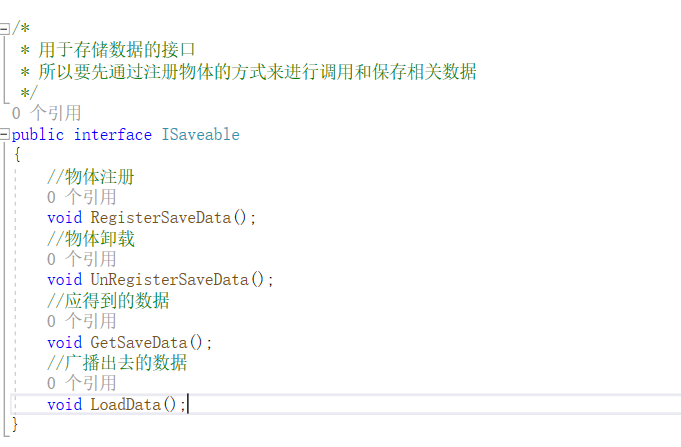 /*
* 用于存储数据的接口
* 所以要先通过注册物体的方式来进行调用和保存相关数据
*/
0 个引用
public interface ISaveable
{
//物体注册
0 个引用
void RegisterSaveData();
//物体卸载
0 个引用
void UnRegisterSaveData();
//应得到的数据
0 个引用
void GetSaveData();
//广播出去的数据
0 个引用
void LoadData();
}